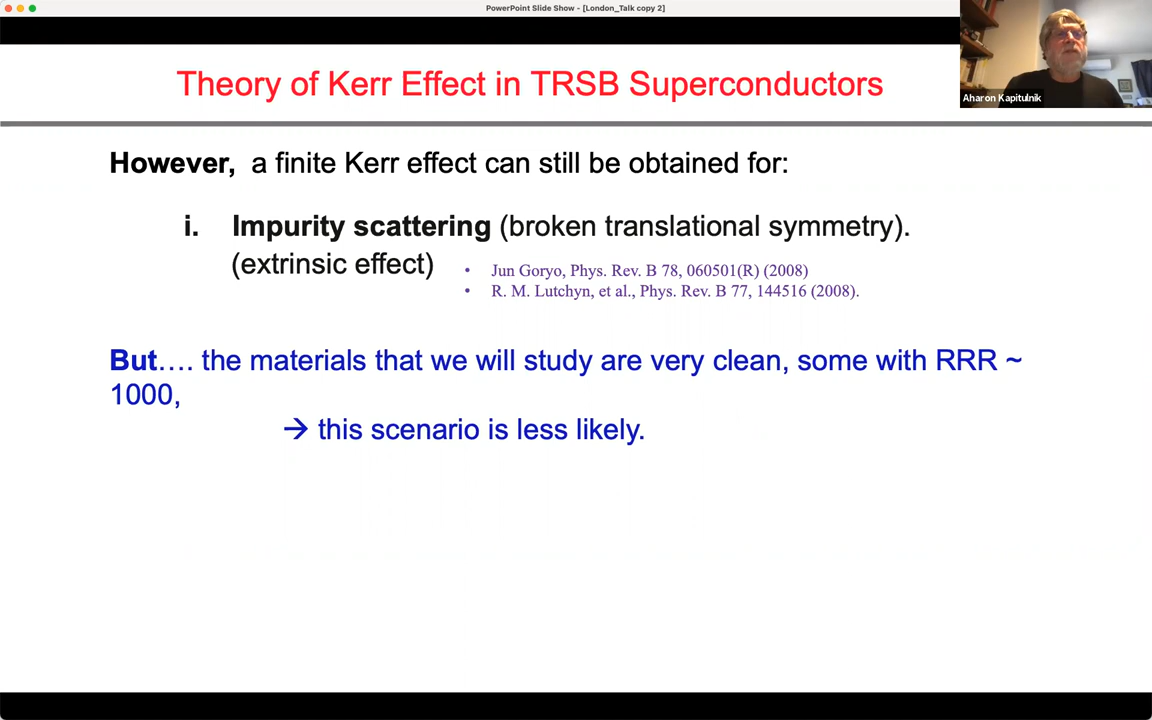 PowerPoint Slide Show - [London_Talk copy 2]
Theory of Kerr Effect in TRSB Superconductors
Aharon Kapitulnik
However, a finite Kerr effect can still be obtained for:
i. Impurity scattering (broken translational symmetry).
(extrinsic effect)
• Jun Goryo, Phys. Rev. B 78, 060501(R) (2008)
• R. M. Lutchyn, et al., Phys. Rev. B 77, 144516 (2008).
But…. the materials that we will study are very clean, some with RRR ~
1000,
→ this scenario is less likely.